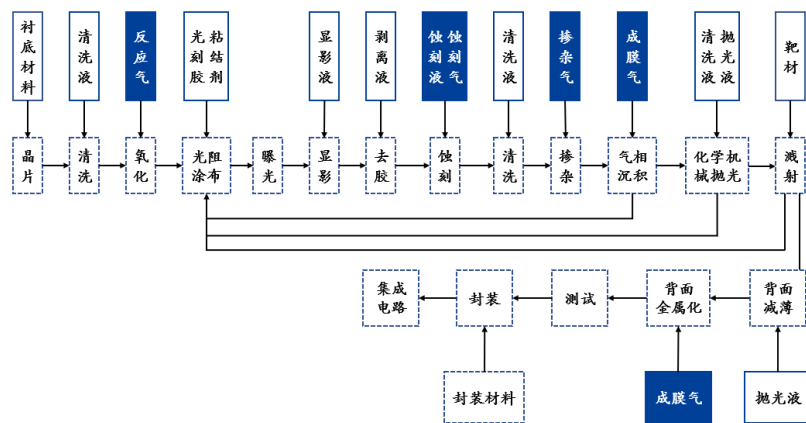 衬底材料
清洗液
反应气
光刻胶
粘结剂
显影液
剥离液
蚀刻液
蚀刻气
清洗液
掺杂气
成膜气
清洗液
抛光液
靶材
晶片
清洗
氧化
光阻
涂布
曝光
显影
去胶
蚀刻
清洗
掺杂
气相
沉积
化学机
械抛光
溅射
集成
电路
封装
测试
背面
金属化
背面
减薄
封装材料
成膜气
抛光液